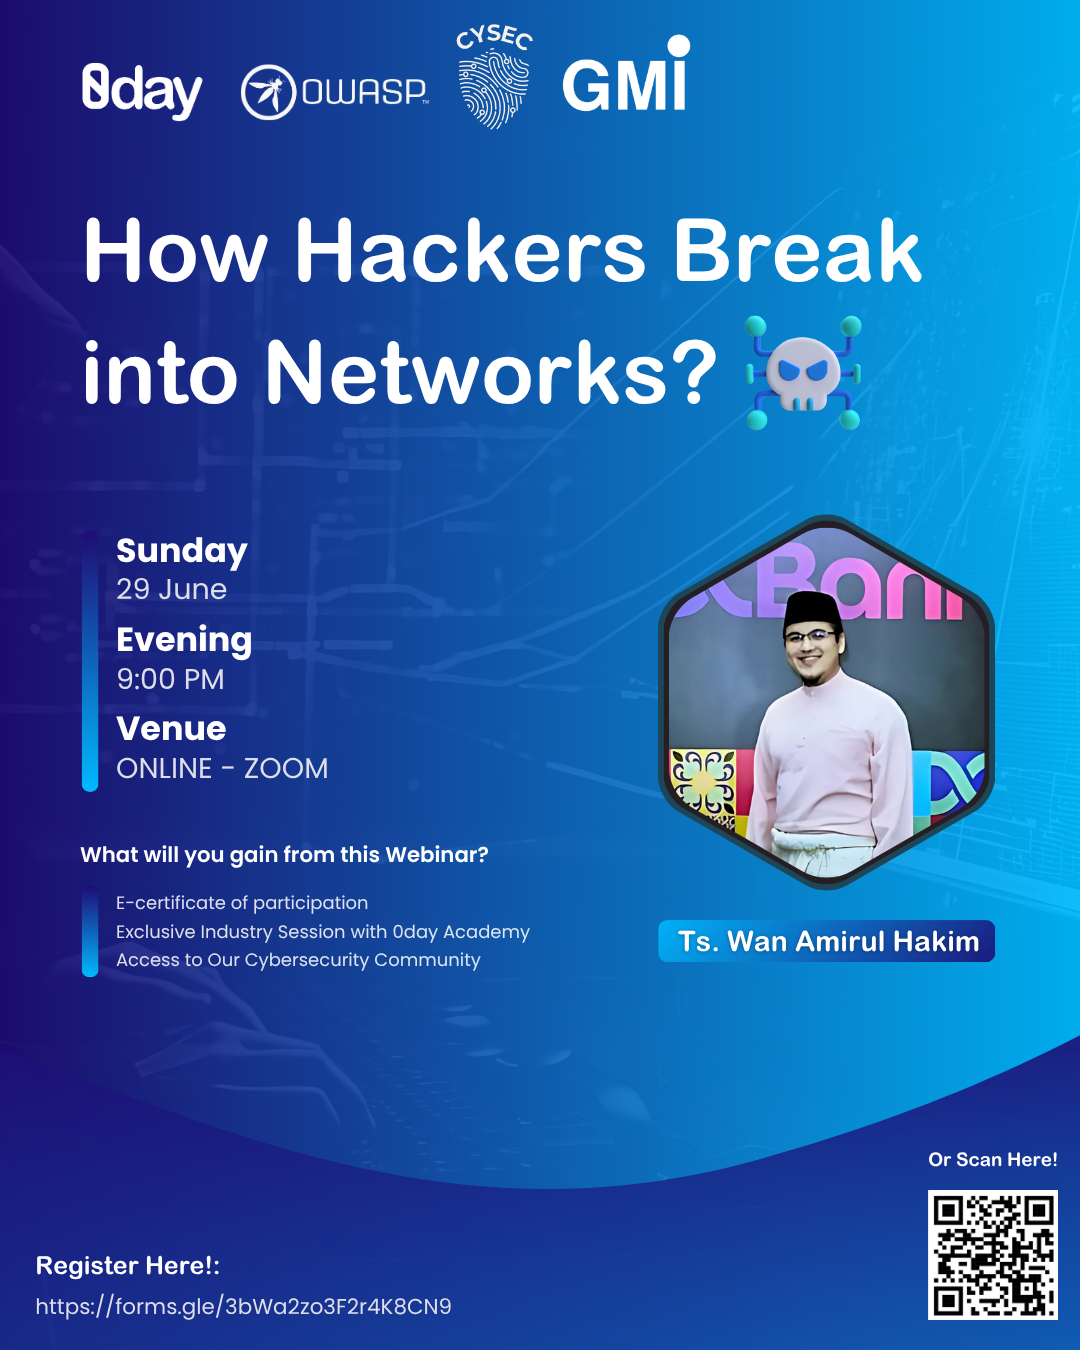 0day
OWASP™
CYSEC
GMi
How Hackers Break
into Networks?
Sunday
29 June
Evening
9:00 PM
Venue
ONLINE - ZOOM
What will you gain from this Webinar?
E-certificate of participation
Exclusive Industry Session with 0day Academy
Access to Our Cybersecurity Community
Bank
Ts. Wan Amirul Hakim
Or Scan Here!
Register Here!:
https://forms.gle/3bWa2zo3F2r4K8CN9